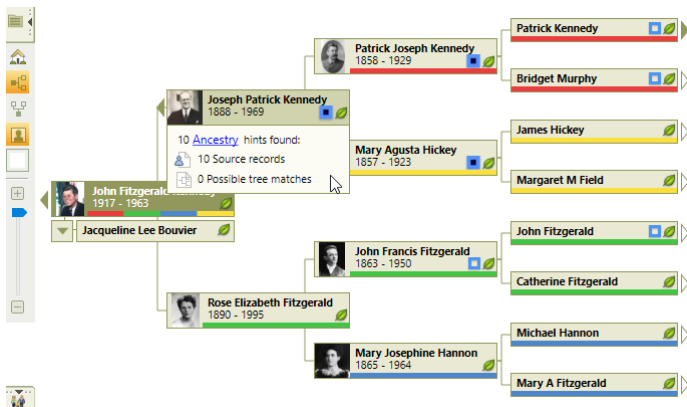 Patrick Kennedy
Patrick Joseph Kennedy
1858 - 1929
Bridget Murphy
Joseph Patrick Kennedy
1888 - 1969
10 Ancestry hints found:
10 Source records
0 Possible tree matches
James Hickey
Mary Agusta Hickey
1857 - 1923
Margaret M Field
John Fitzgerald Kennedy
1917 - 1963
Jacqueline Lee Bouvier
John Fitzgerald
John Francis Fitzgerald
1863 - 1950
Catherine Fitzgerald
Rose Elizabeth Fitzgerald
1890 - 1995
Michael Hannon
Mary Josephine Hannon
1865 - 1964
Mary A Fitzgerald